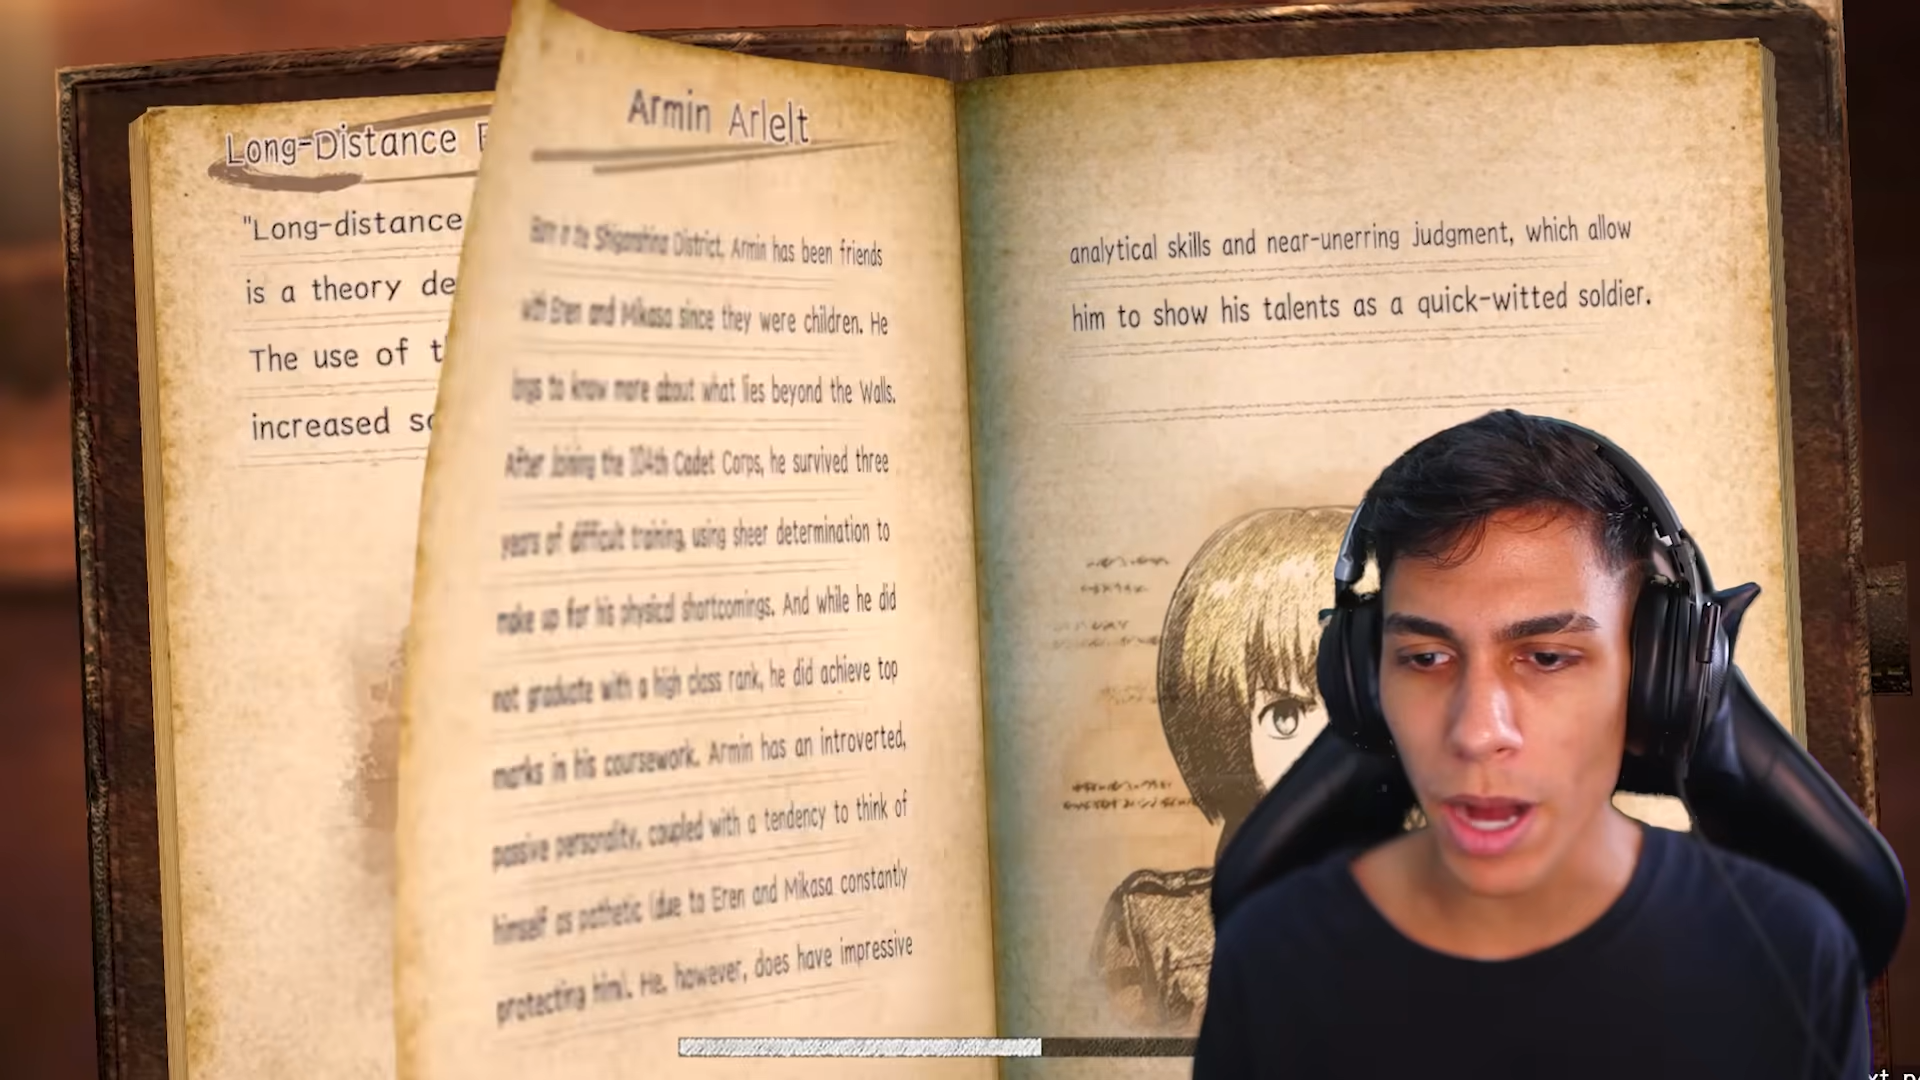 Long-Distance
"Long-distance
is a theory de
The use of t
increased sc
Armin Arlelt
Born in the Shiganshina District, Armin has been friends
with Eren and Mikasa since they were children. He
longs to know more about what lies beyond the Walls.
After joining the 104th Cadet Corps, he survived three
years of difficult training, using sheer determination to
make up for his physical shortcomings. And while he did
not graduate with a high class rank, he did achieve top
marks in his coursework. Armin has an introverted,
passive personality, coupled with a tendency to think of
himself as pathetic (due to Eren and Mikasa constantly
protecting him). He, however, does have impressive
analytical skills and near-unerring judgment, which allow
him to show his talents as a quick-witted soldier.